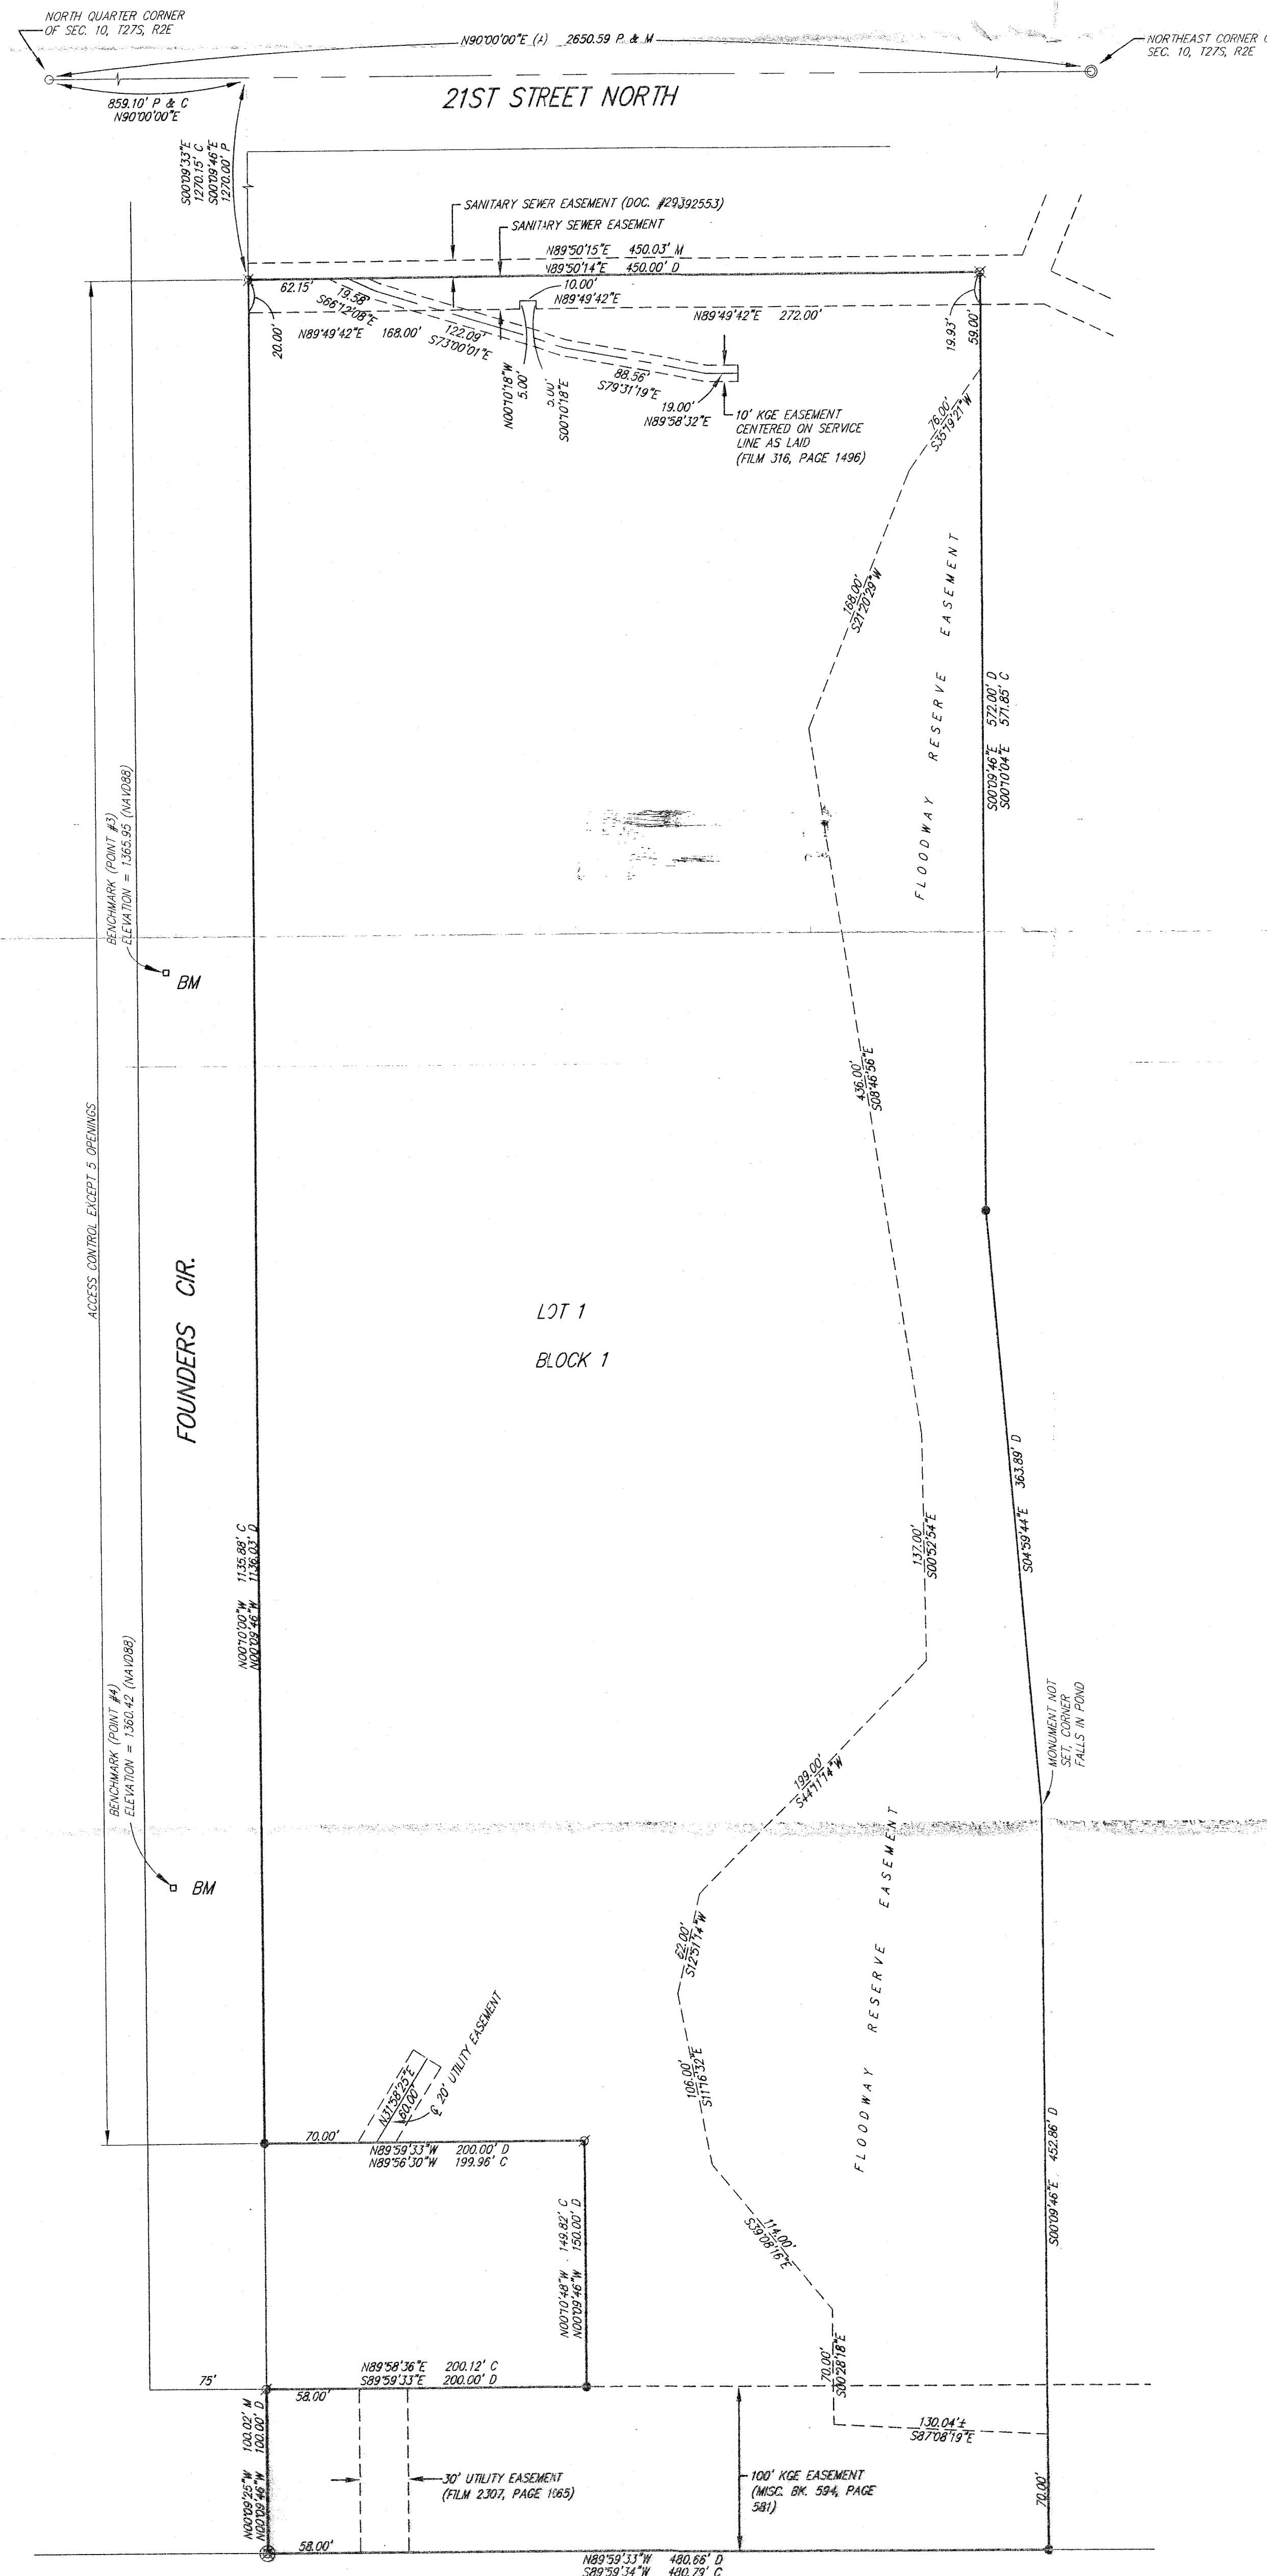 NORTH QUARTER CORNER
OF SEC. 10, T27S, R2E
N90°00'00"E (A) 2650.59 P & M
NORTHEAST CORNER
SEC. 10, T27S, R2E
859.10' P & C
N90°00'00"E
21ST STREET NORTH
S00°09'33"E
1270.15' C
S00°09'46"E
1270.00' P
SANITARY SEWER EASEMENT (DOC. #29392553)
SANITARY SEWER EASEMENT
N89°50'15"E 450.03' M
N89°50'14"E 450.00' D
62.15'
19.58'
S66°12'08"E
10.00'
N89°49'42"E
20.00'
N89°49'42"E 168.00'
122.09'
S73°00'01"E
N89°49'42"E 272.00'
19.93'
59.00'
N00°10'18"W
5.00'
5.00'
S00°10'18"E
88.56'
S79°31'19"E
19.00'
N89°58'32"E
10' KGE EASEMENT
CENTERED ON SERVICE
LINE AS LAID
(FILM 316, PAGE 1496)
76.00'
S35°19'21"W
168.00'
S21°20'29"W
FLOODWAY RESERVE EASEMENT
S00°09'46"E 572.00' D
S00°10'04"E 571.85' C
BENCHMARK (POINT #3)
ELEVATION = 1365.95 (NAVD88)
BM
436.00'
S08°46'56"E
ACCESS CONTROL EXCEPT 5 OPENINGS
FOUNDERS CIR.
LOT 1
BLOCK 1
N00°10'00"W 1135.88' C
N00°09'46"W 1136.03' D
137.00'
S00°52'54"E
S04°59'44"E 363.89' D
BENCHMARK (POINT #4)
ELEVATION = 1360.42 (NAVD88)
BM
MONUMENT NOT
SET, CORNER
FALLS IN POND
199.00'
S44°11'14"W
FLOODWAY RESERVE EASEMENT
62.00'
S12°51'14"W
106.00'
S11°16'32"E
N31°58'25"E
60.00'
℄ 20' UTILITY EASEMENT
70.00'
N89°59'33"W 200.00' D
N89°56'30"W 199.96' C
S00°09'46"E 452.86' D
N00°10'48"W 149.82' C
N00°09'46"W 150.00' D
114.00'
S39°08'16"E
70.00'
S00°28'18"E
75'
N89°58'36"E 200.12' C
S89°59'33"E 200.00' D
58.00'
130.04'±
S87°08'19"E
N00°09'25"W 100.02' M
N00°09'46"W 100.00' D
30' UTILITY EASEMENT
(FILM 2307, PAGE 1065)
100' KGE EASEMENT
(MISC. BK. 594, PAGE
581)
70.00'
58.00'
N89°59'33"W 480.66' D
S89°59'34"W 480.79' C